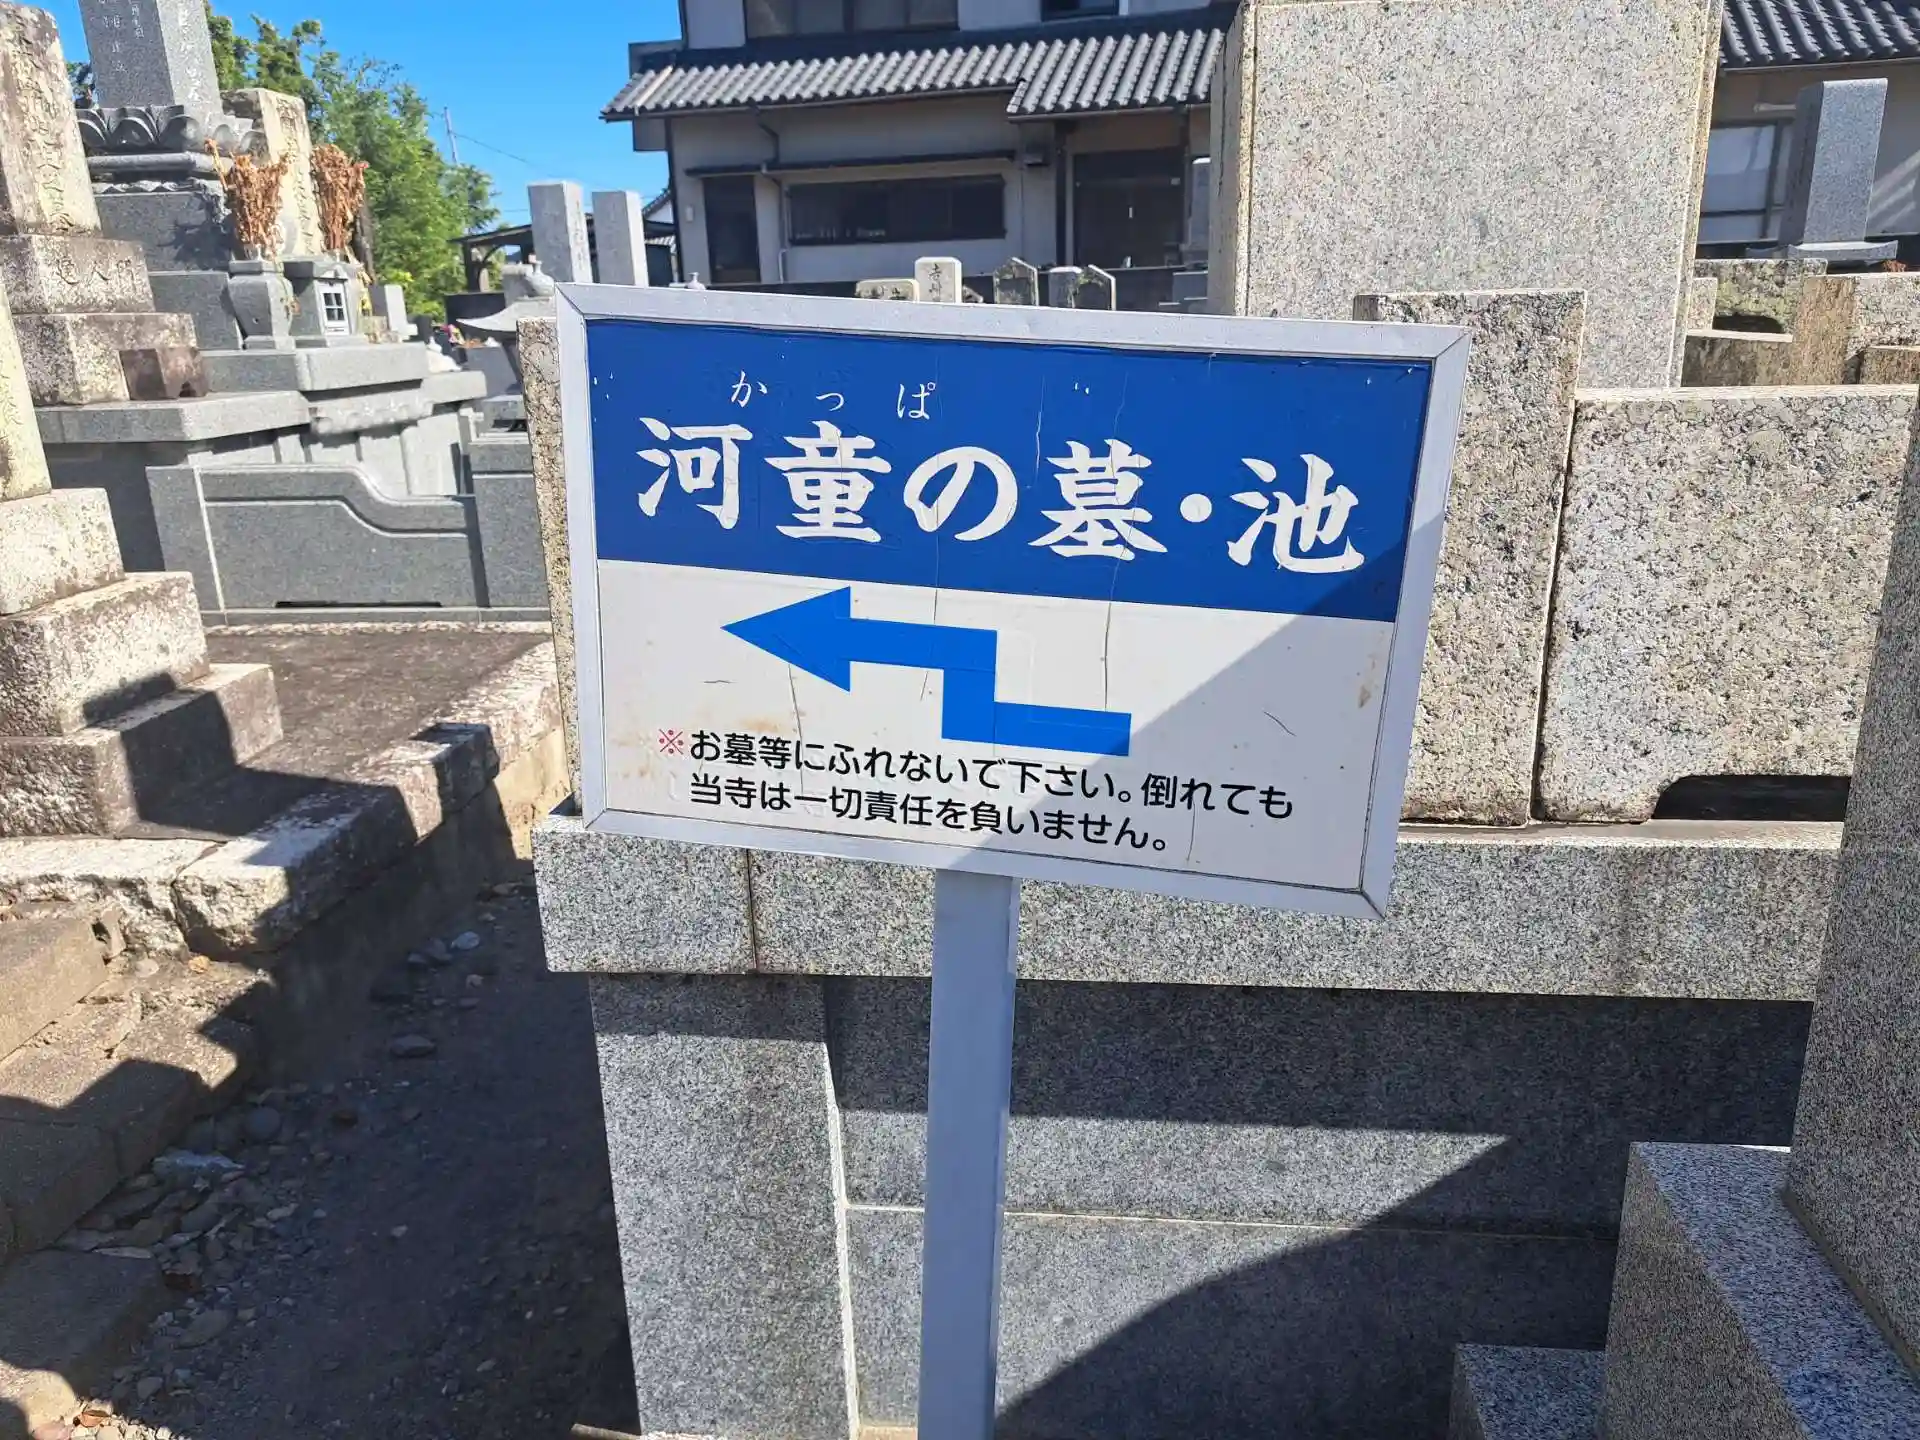 かっぱ
河童の墓・池
※お墓等にふれないで下さい。倒れても
当寺は一切責任を負いません。